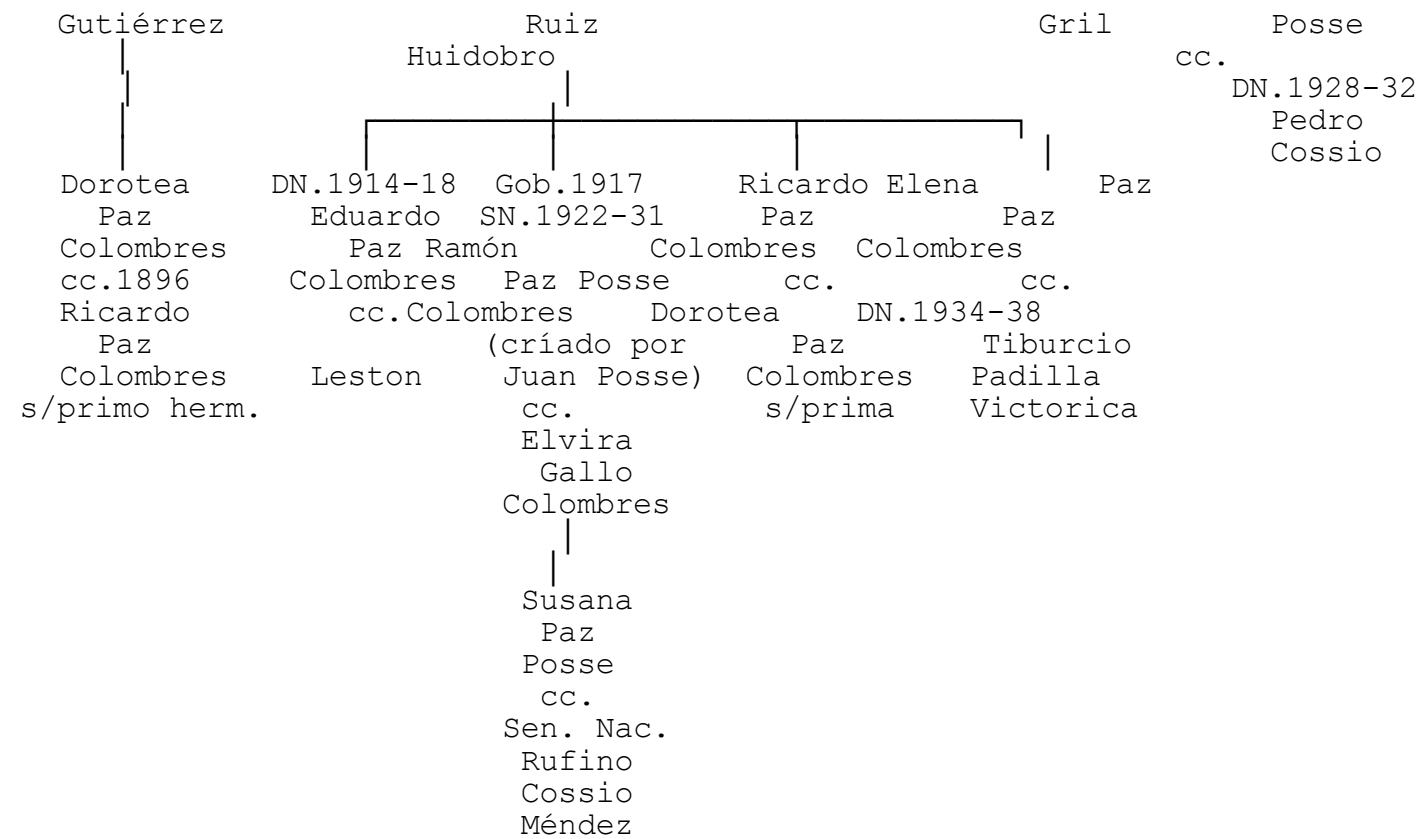 Gutiérrez Ruiz Gril Posse
Huidobro cc.
DN.1928-32
Pedro
Cossio
Dorotea DN.1914-18 Gob.1917 Ricardo Elena Paz
Paz Eduardo SN.1922-31 Paz Paz
Colombres Paz Ramón Colombres Colombres
cc.1896 Colombres Paz Posse cc. cc.
Ricardo cc.Colombres Dorotea DN.1934-38
Paz (críado por Paz Tiburcio
Colombres Leston Juan Posse) Colombres Padilla
s/primo herm. cc. s/prima Victorica
Elvira
Gallo
Colombres
Susana
Paz
Posse
cc.
Sen. Nac.
Rufino
Cossio
Méndez